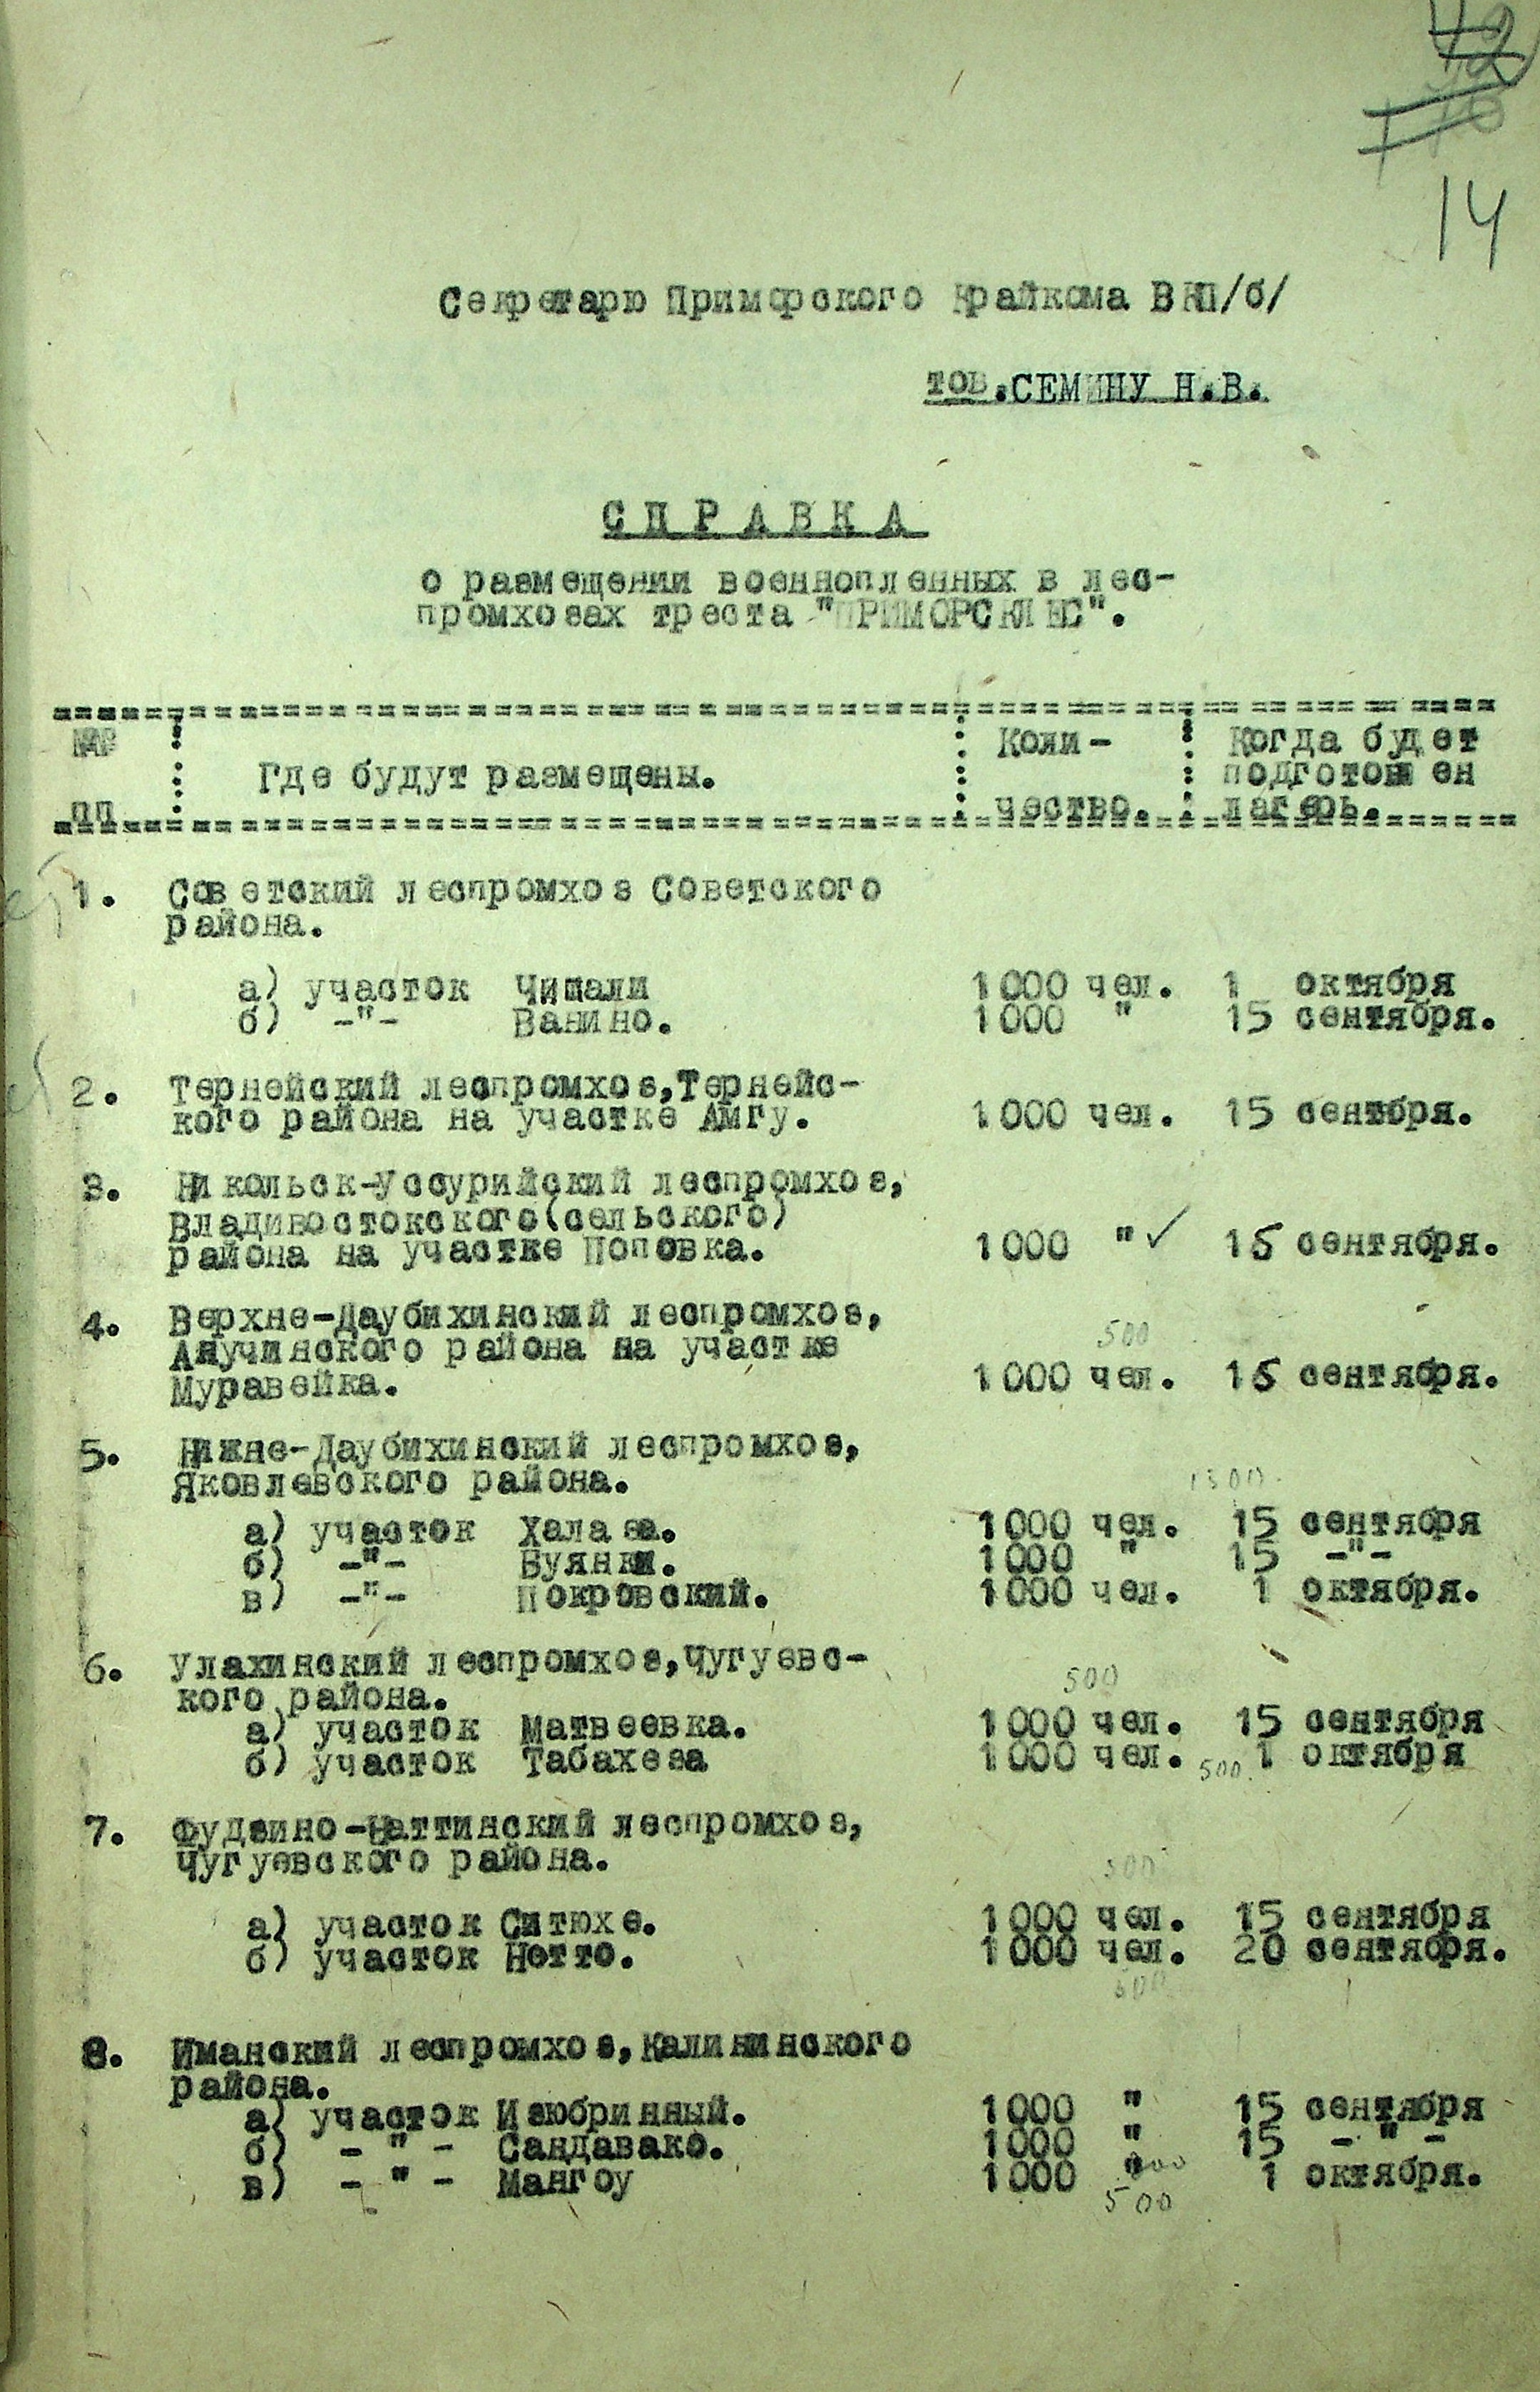 14
Секретарю Приморского Крайкома ВКП/б/
тов.СЕМИНУ Н.В.
С П Р А В К А
о размещении военнопленных в лес-
промхозах треста "ПРИМОРСКЛЕС".
№№ Коли- Когда будет
Где будут размещены. подготовлен
пп чество. лагерь.
1. Советский леспромхоз Советского
района.
а) участок Чишали 1000 чел. 1 октября
б) -"- Ванино. 1000 " 15 сентября.
2. Тернейский леспромхоз,Тернейс-
кого района на участке Амгу. 1000 чел. 15 сентября.
3. Никольск-Уссурийский леспромхоз,
Владивостокского(сельского)
района на участке Поповка. 1000 " ✓ 15 сентября.
4. Верхне-Даубихинский леспромхоз,
Анучинского района на участке 500
Муравейка. 1000 чел. 15 сентября.
5. Нижне-Даубихинский леспромхоз,
Яковлевского района. 1500
а) участок Халаза. 1000 чел. 15 сентября
б) -"- Буянки. 1000 " 15 -"-
в) -"- Покровский. 1000 чел. 1 октября.
6. Улахинский леспромхоз,Чугуевс-
кого района. 500
а) участок Матвеевка. 1000 чел. 15 сентября
б) участок Табахеза 1000 чел. 500 1 октября
7. Фудзино-Наттинский леспромхоз,
Чугуевского района. 500
а) участок Ситюхе. 1000 чел. 15 сентября
б) участок Нотто. 1000 чел. 20 сентября.
500
8. Иманский леспромхоз,Калининского
района.
а) участок Изюбринный. 1000 " 15 сентября
б) - " - Сандавако. 1000 " 15 - " -
в) - " - Мангоу 1000 " 1 октября.
500